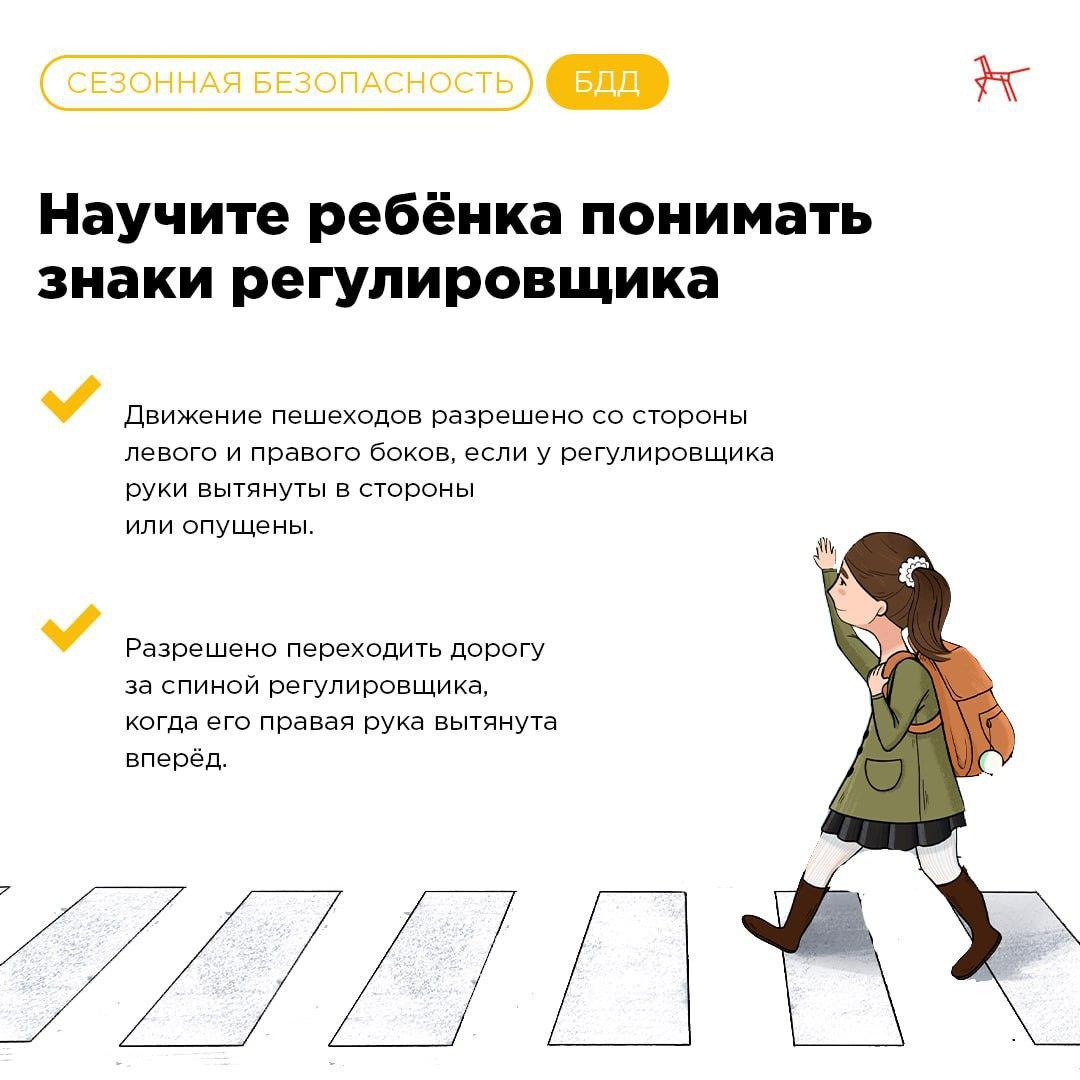 СЕЗОННАЯ БЕЗОПАСНОСТЬ
БДД
Научите ребёнка понимать
знаки регулировщика
Движение пешеходов разрешено со стороны
левого и правого боков, если у регулировщика
руки вытянуты в стороны
или опущены.
Разрешено переходить дорогу
за спиной регулировщика,
когда его правая рука вытянута
вперёд.